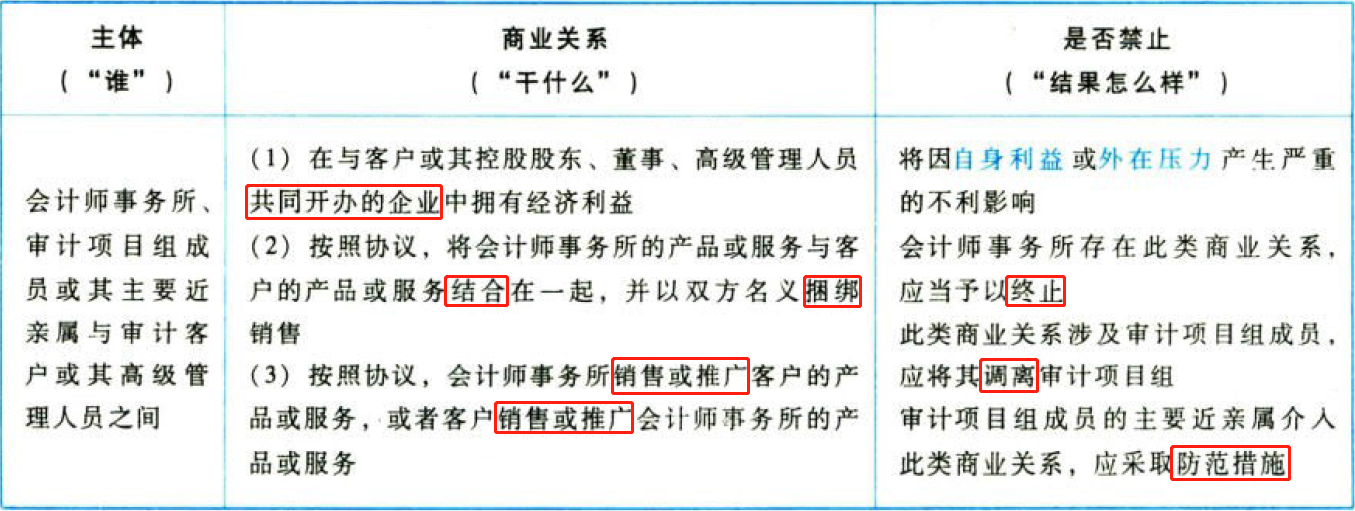 主体
（“谁”）
商业关系
（“干什么”）
是否禁止
（“结果怎么样”）
会计师事务所、
审计项目组成
员或其主要近
亲属与审计客
户或其高级管
理人员之间
（1）在与客户或其控股股东、董事、高级管理人员
共同开办的企业中拥有经济利益
（2）按照协议，将会计师事务所的产品或服务与客
户的产品或服务结合在一起，并以双方名义捆绑
销售
（3）按照协议，会计师事务所销售或推广客户的产
品或服务，或者客户销售或推广会计师事务所的产
品或服务
将因自身利益或外在压力产生严重
的不利影响
会计师事务所存在此类商业关系，
应当予以终止
此类商业关系涉及审计项目组成员，
应将其调离审计项目组
审计项目组成员的主要近亲属介入
此类商业关系，应采取防范措施